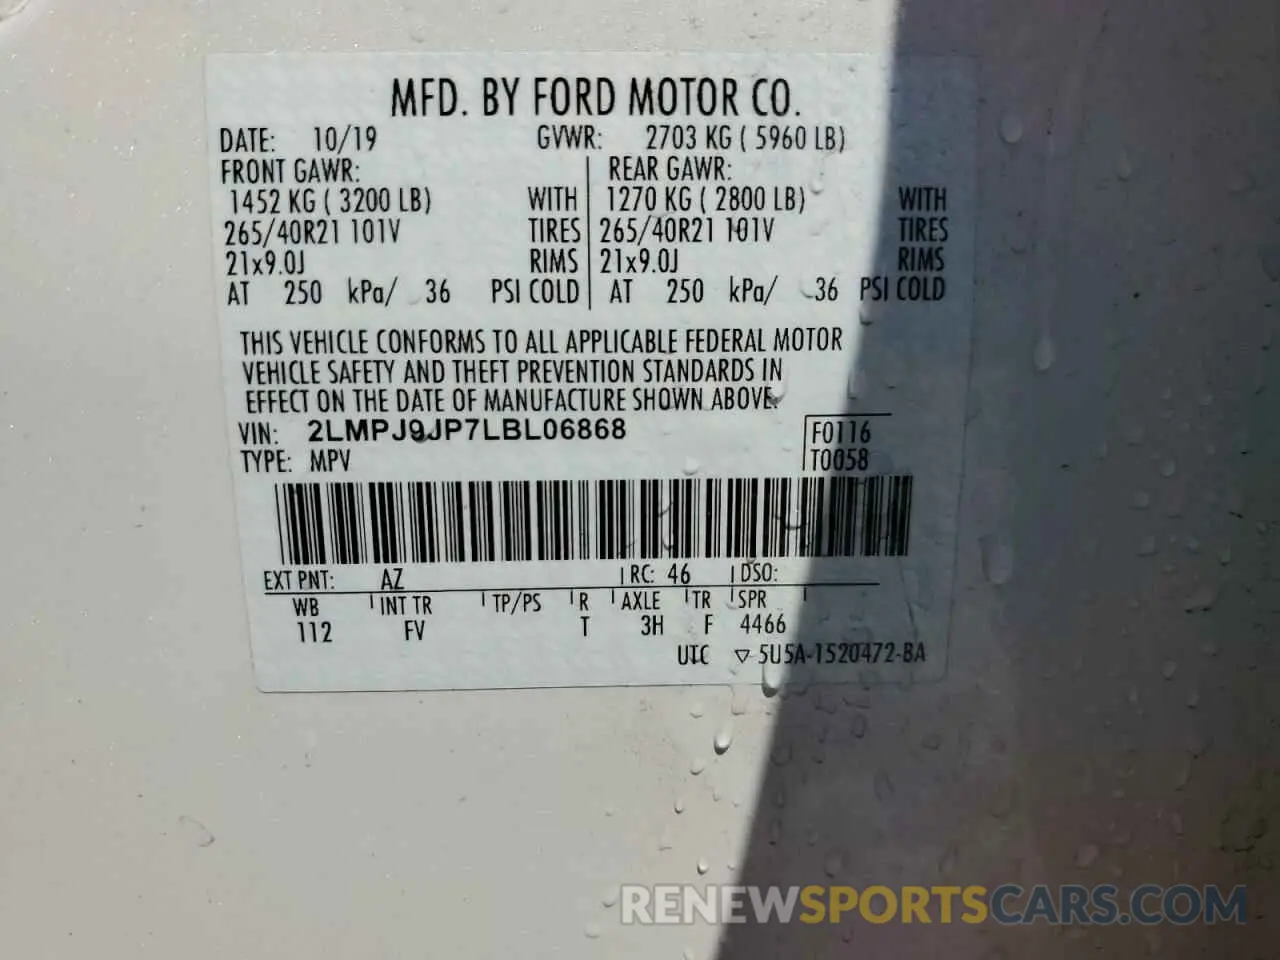 MFD. BY FORD MOTOR CO.
DATE: 10/19 GVWR: 2703 KG ( 5960 LB)
FRONT GAWR: REAR GAWR:
1452 KG ( 3200 LB) WITH 1270 KG ( 2800 LB) WITH
265/40R21 101V TIRES 265/40R21 101V TIRES
21x9.0J RIMS 21x9.0J RIMS
AT 250 kPa/ 36 PSI COLD AT 250 kPa/ 36 PSI COLD
THIS VEHICLE CONFORMS TO ALL APPLICABLE FEDERAL MOTOR
VEHICLE SAFETY AND THEFT PREVENTION STANDARDS IN
EFFECT ON THE DATE OF MANUFACTURE SHOWN ABOVE.
VIN: 2LMPJ9JP7LBL06868 F0116
TYPE: MPV T0058
EXT PNT: AZ RC: 46 DSO:
WB INT TR TP/PS R AXLE TR SPR
112 FV T 3H F 4466
UTC ▽ 5U5A-1520472-BA
RENEWSPORTSCARS.COM